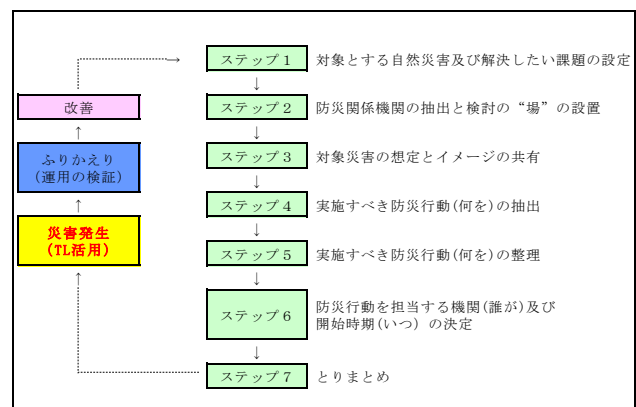 ステップ1 対象とする自然災害及び解決したい課題の設定
ステップ2 防災関係機関の抽出と検討の“場”の設置
ステップ3 対象災害の想定とイメージの共有
ステップ4 実施すべき防災行動(何を)の抽出
ステップ5 実施すべき防災行動(何を)の整理
ステップ6 防災行動を担当する機関(誰が)及び
開始時期(いつ) の決定
ステップ7 とりまとめ
改善
ふりかえり
(運用の検証)
災害発生
(TL活用)